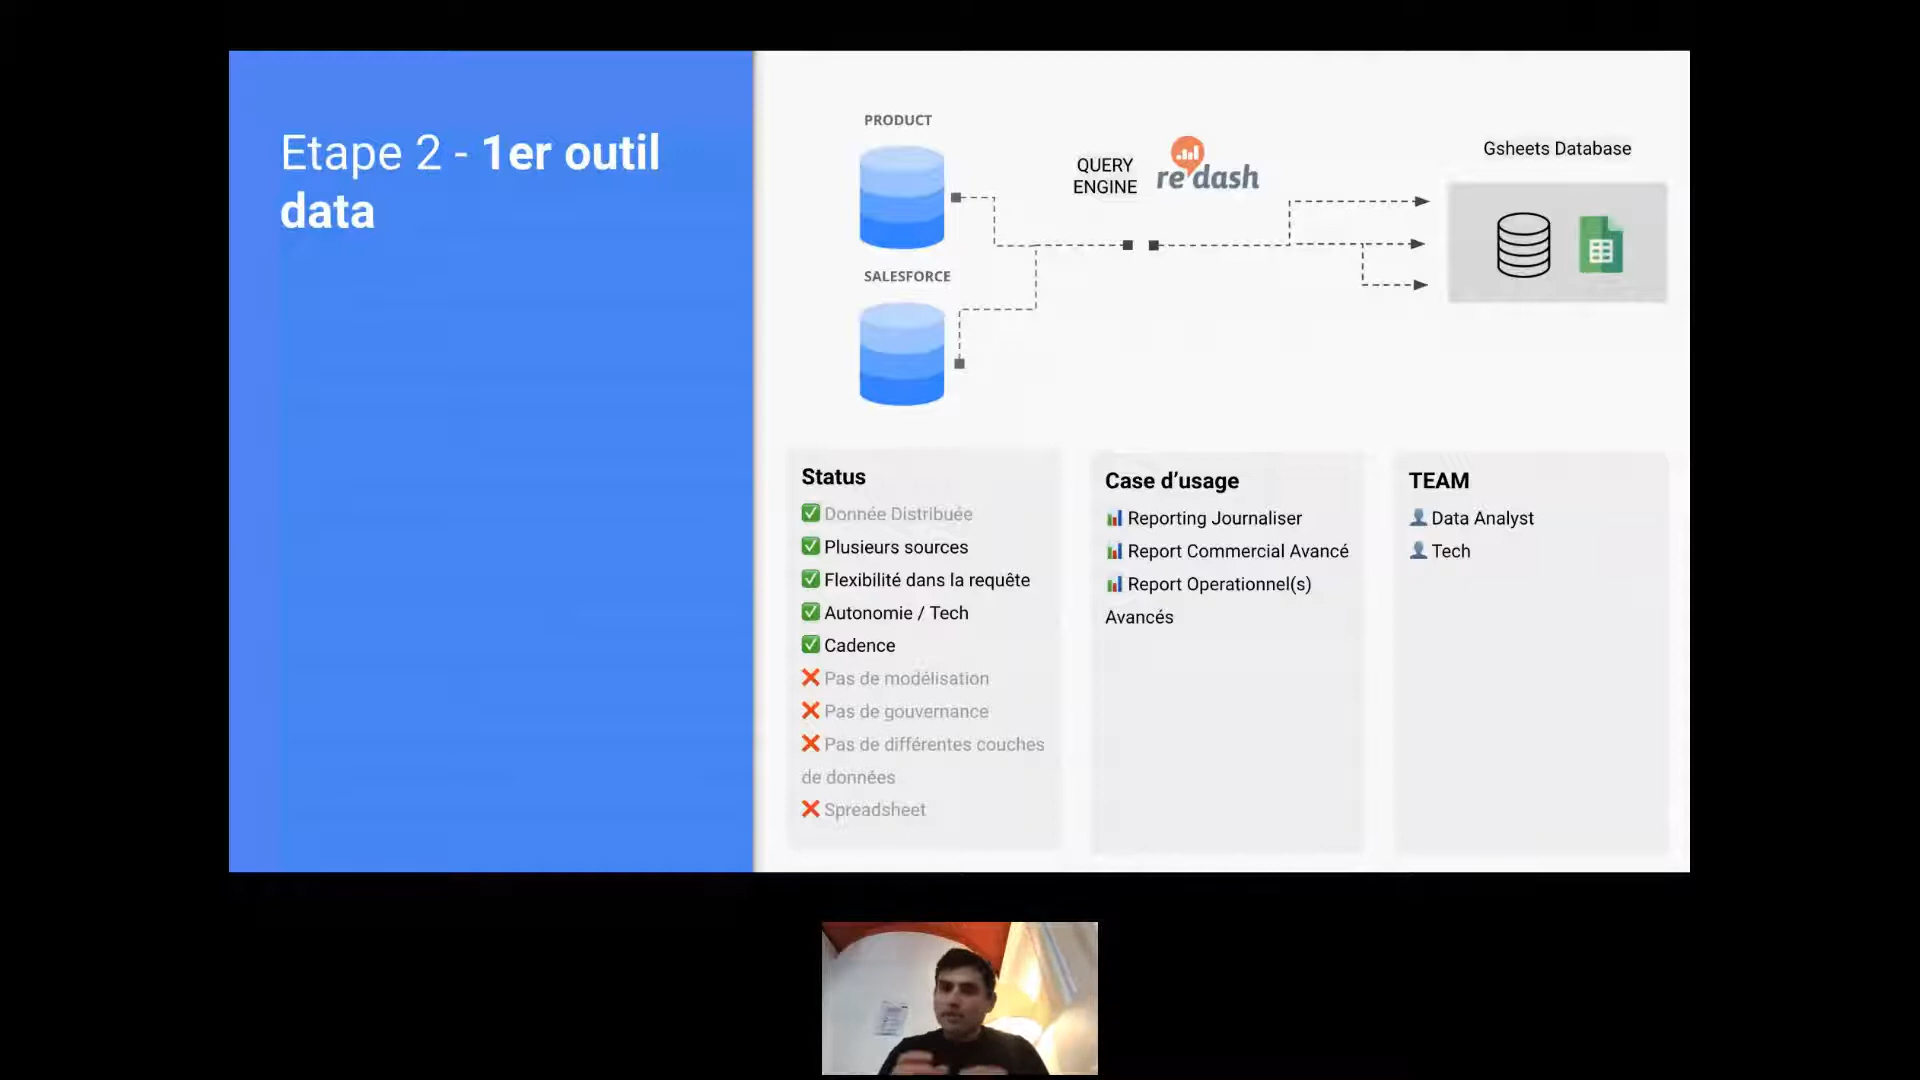 Etape 2 - 1er outil
data
PRODUCT
SALESFORCE
QUERY
ENGINE
re dash
Gsheets Database
Status
✅ Donnée Distribuée
✅ Plusieurs sources
✅ Flexibilité dans la requête
✅ Autonomie / Tech
✅ Cadence
❌ Pas de modélisation
❌ Pas de gouvernance
❌ Pas de différentes couches
de données
❌ Spreadsheet
Case d’usage
📊 Reporting Journaliser
📊 Report Commercial Avancé
📊 Report Operationnel(s)
Avancés
TEAM
👤 Data Analyst
👤 Tech